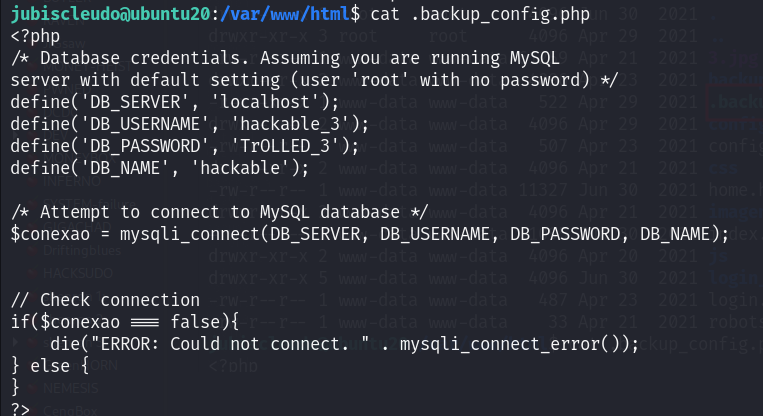 jubiscleudo@ubuntu20:/var/www/html$ cat .backup_config.php
<?php
/* Database credentials. Assuming you are running MySQL
server with default setting (user 'root' with no password) */
define('DB_SERVER', 'localhost');
define('DB_USERNAME', 'hackable_3');
define('DB_PASSWORD', 'TrOLLED_3');
define('DB_NAME', 'hackable');

/* Attempt to connect to MySQL database */
$conexao = mysqli_connect(DB_SERVER, DB_USERNAME, DB_PASSWORD, DB_NAME);

// Check connection
if($conexao === false){
    die("ERROR: Could not connect. " . mysqli_connect_error());
} else {
}
?>